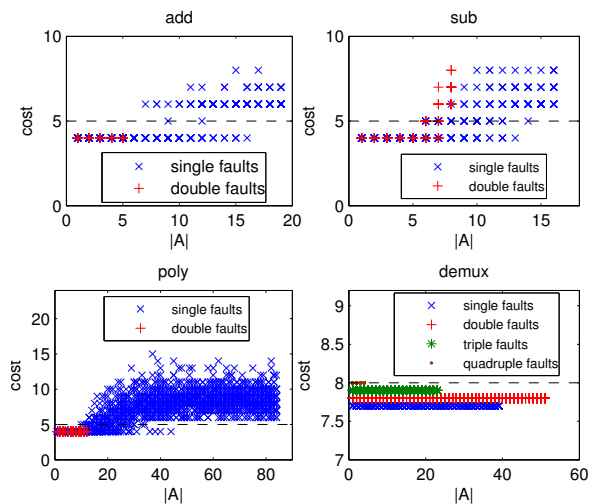 add
10
5
0
cost
0
5
10
15
20
|A|
single faults
double faults
sub
10
5
0
cost
0
5
10
15
|A|
single faults
double faults
poly
20
15
10
5
0
cost
0
20
40
60
80
|A|
single faults
double faults
demux
9
8.5
8
7.5
7
cost
0
20
40
60
|A|
single faults
double faults
triple faults
quadruple faults